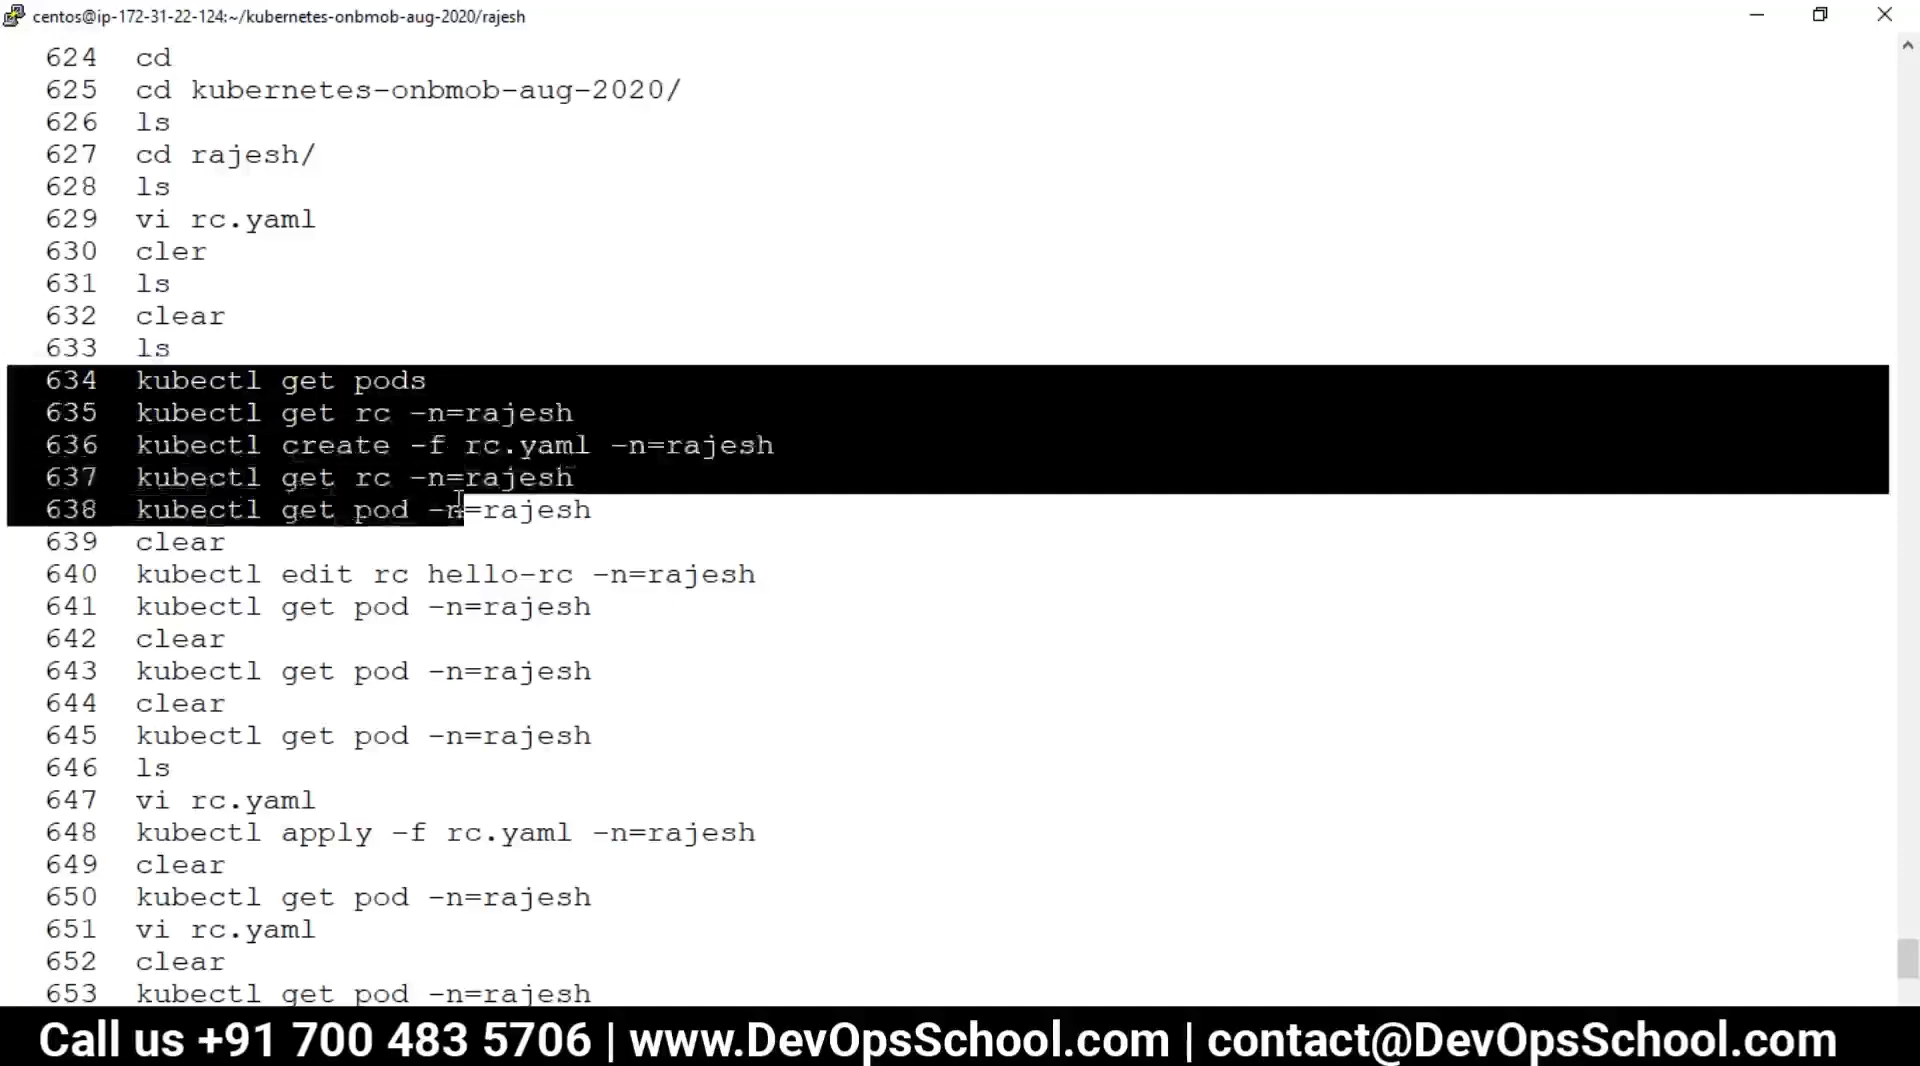 centos@ip-172-31-22-124:~/kubernetes-onbmob-aug-2020/rajesh
624 cd
625 cd kubernetes-onbmob-aug-2020/
626 ls
627 cd rajesh/
628 ls
629 vi rc.yaml
630 cler
631 ls
632 clear
633 ls
634 kubectl get pods
635 kubectl get rc -n=rajesh
636 kubectl create -f rc.yaml -n=rajesh
637 kubectl get rc -n=rajesh
638 kubectl get pod -n=rajesh
639 clear
640 kubectl edit rc hello-rc -n=rajesh
641 kubectl get pod -n=rajesh
642 clear
643 kubectl get pod -n=rajesh
644 clear
645 kubectl get pod -n=rajesh
646 ls
647 vi rc.yaml
648 kubectl apply -f rc.yaml -n=rajesh
649 clear
650 kubectl get pod -n=rajesh
651 vi rc.yaml
652 clear
653 kubectl get pod -n=rajesh
Call us +91 700 483 5706 | www.DevOpsSchool.com | contact@DevOpsSchool.com